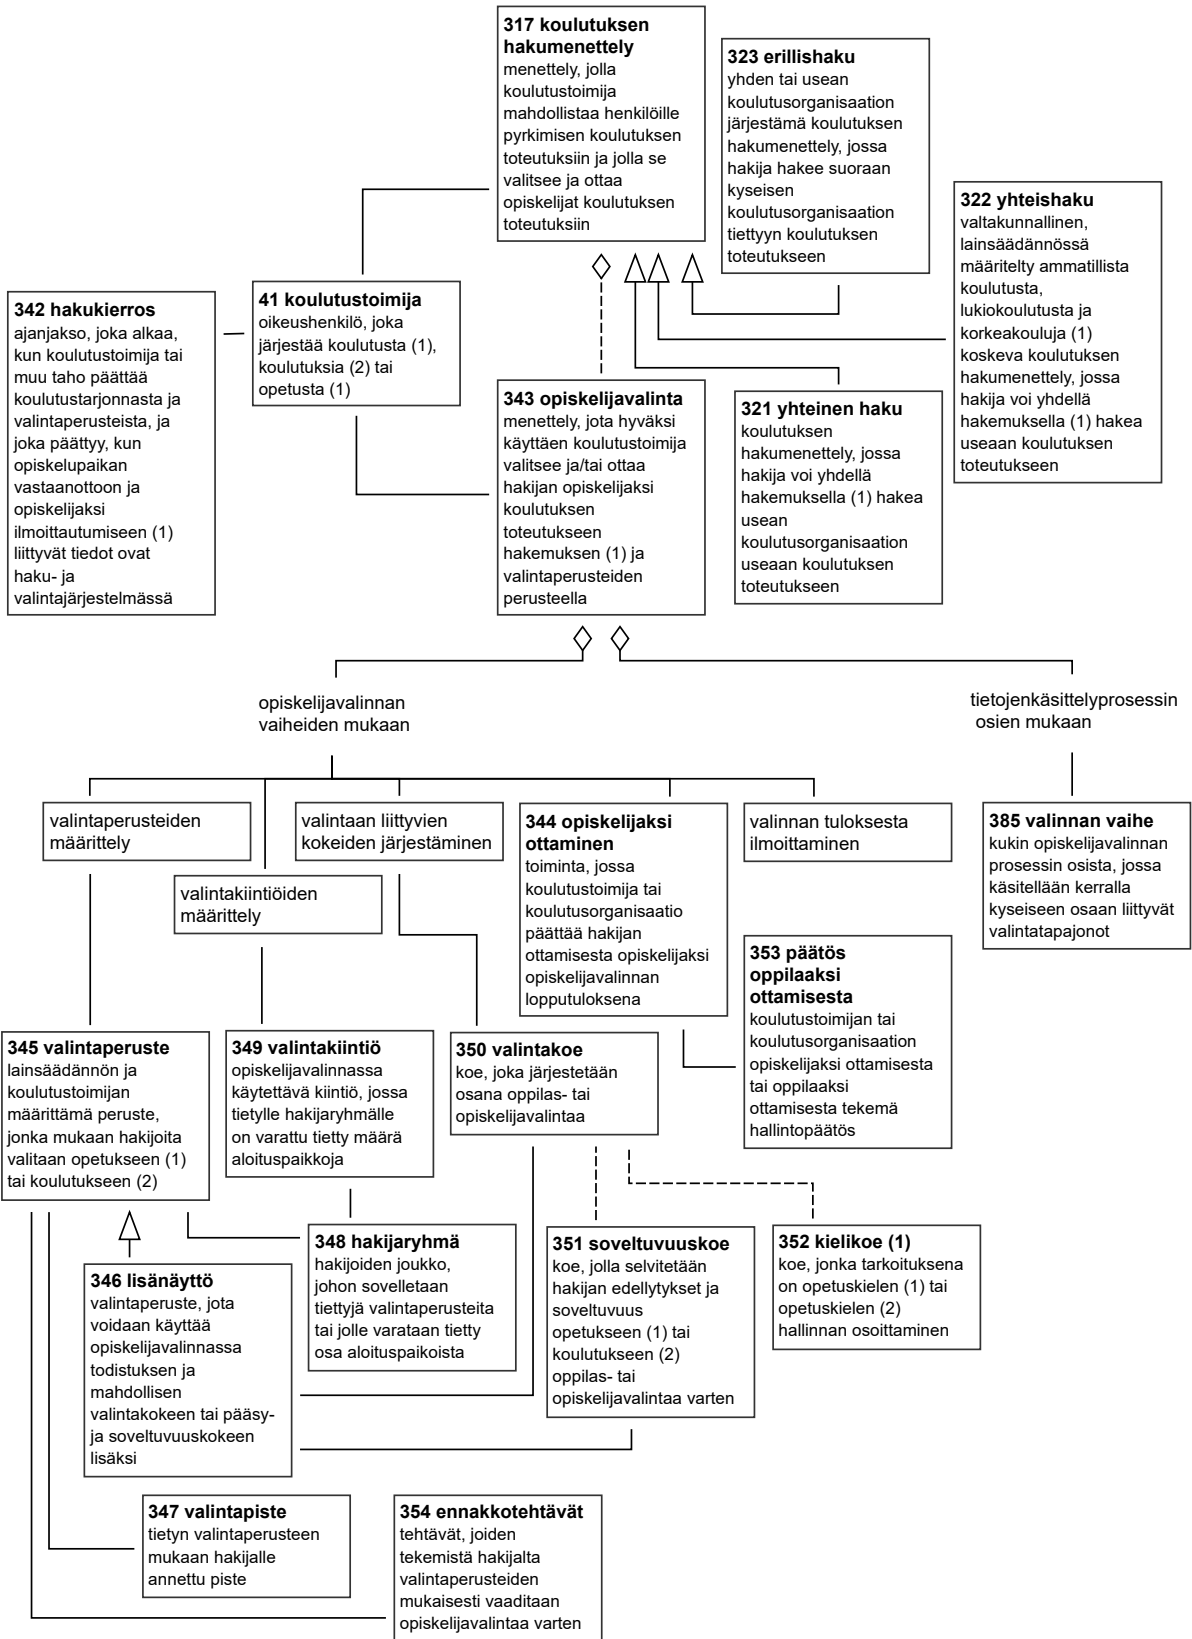 317 koulutuksen
hakumenettely
menettely, jolla
koulutustoimija
mahdollistaa henkilöille
pyrkimisen koulutuksen
toteutuksiin ja jolla se
valitsee ja ottaa
opiskelijat koulutuksen
toteutuksiin
323 erillishaku
yhden tai usean
koulutusorganisaation
järjestämä koulutuksen
hakumenettely, jossa
hakija hakee suoraan
kyseisen
koulutusorganisaation
tiettyyn koulutuksen
toteutukseen
322 yhteishaku
valtakunnallinen,
lainsäädännössä
määritelty ammatillista
koulutusta,
lukiokoulutusta ja
korkeakouluja (1)
koskeva koulutuksen
hakumenettely, jossa
hakija voi yhdellä
hakemuksella (1) hakea
useaan koulutuksen
toteutukseen
342 hakukierros
ajanjakso, joka alkaa,
kun koulutustoimija tai
muu taho päättää
koulutustarjonnasta ja
valintaperusteista, ja
joka päättyy, kun
opiskelupaikan
vastaanottoon ja
opiskelijaksi
ilmoittautumiseen (1)
liittyvät tiedot ovat
haku- ja
valintajärjestelmässä
41 koulutustoimija
oikeushenkilö, joka
järjestää koulutusta (1),
koulutuksia (2) tai
opetusta (1)
343 opiskelijavalinta
menettely, jota hyväksi
käyttäen koulutustoimija
valitsee ja/tai ottaa
hakijan opiskelijaksi
koulutuksen
toteutukseen
hakemuksen (1) ja
valintaperusteiden
perusteella
321 yhteinen haku
koulutuksen
hakumenettely, jossa
hakija voi yhdellä
hakemuksella (1) hakea
usean
koulutusorganisaation
useaan koulutuksen
toteutukseen
opiskelijavalinnan
vaiheiden mukaan
tietojenkäsittelyprosessin
osien mukaan
valintaperusteiden
määrittely
valintakiintiöiden
määrittely
valintaan liittyvien
kokeiden järjestäminen
344 opiskelijaksi
ottaminen
toiminta, jossa
koulutustoimija tai
koulutusorganisaatio
päättää hakijan
ottamisesta opiskelijaksi
opiskelijavalinnan
lopputuloksena
valinnan tuloksesta
ilmoittaminen
385 valinnan vaihe
kukin opiskelijavalinnan
prosessin osista, jossa
käsitellään kerralla
kyseiseen osaan liittyvät
valintatapajonot
353 päätös
oppilaaksi
ottamisesta
koulutustoimijan tai
koulutusorganisaation
opiskelijaksi ottamisesta
tai oppilaaksi
ottamisesta tekemä
hallintopäätös
345 valintaperuste
lainsäädännön ja
koulutustoimijan
määrittämä peruste,
jonka mukaan hakijoita
valitaan opetukseen (1)
tai koulutukseen (2)
349 valintakiintiö
opiskelijavalinnassa
käytettävä kiintiö, jossa
tietylle hakijaryhmälle
on varattu tietty määrä
aloituspaikkoja
350 valintakoe
koe, joka järjestetään
osana oppilas- tai
opiskelijavalintaa
346 lisänäyttö
valintaperuste, jota
voidaan käyttää
opiskelijavalinnassa
todistuksen ja
mahdollisen
valintakokeen tai pääsy-
ja soveltuvuuskokeen
lisäksi
348 hakijaryhmä
hakijoiden joukko,
johon sovelletaan
tiettyjä valintaperusteita
tai jolle varataan tietty
osa aloituspaikoista
351 soveltuvuuskoe
koe, jolla selvitetään
hakijan edellytykset ja
soveltuvuus
opetukseen (1) tai
koulutukseen (2)
oppilas- tai
opiskelijavalintaa varten
352 kielikoe (1)
koe, jonka tarkoituksena
on opetuskielen (1) tai
opetuskielen (2)
hallinnan osoittaminen
347 valintapiste
tietyn valintaperusteen
mukaan hakijalle
annettu piste
354 ennakkotehtävät
tehtävät, joiden
tekemistä hakijalta
valintaperusteiden
mukaisesti vaaditaan
opiskelijavalintaa varten